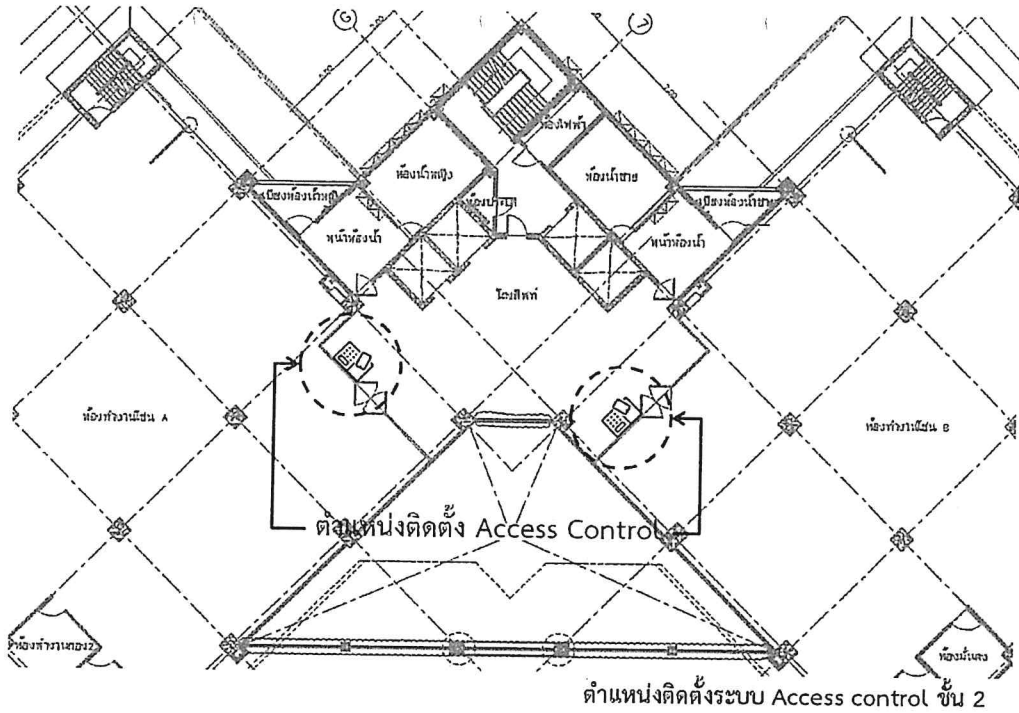 6
7
ห้องไฟฟ้า
ห้องน้ำหญิง
ห้องน้ำชาย
หน้าห้องน้ำ
หน้าห้องน้ำ
โถงลิฟท์
ห้องทำงานโซน A
ห้องทำงานโซน B
ตำแหน่งติดตั้ง Access Control
ห้องมั่นคง
ตำแหน่งติดตั้งระบบ Access control ชั้น 2